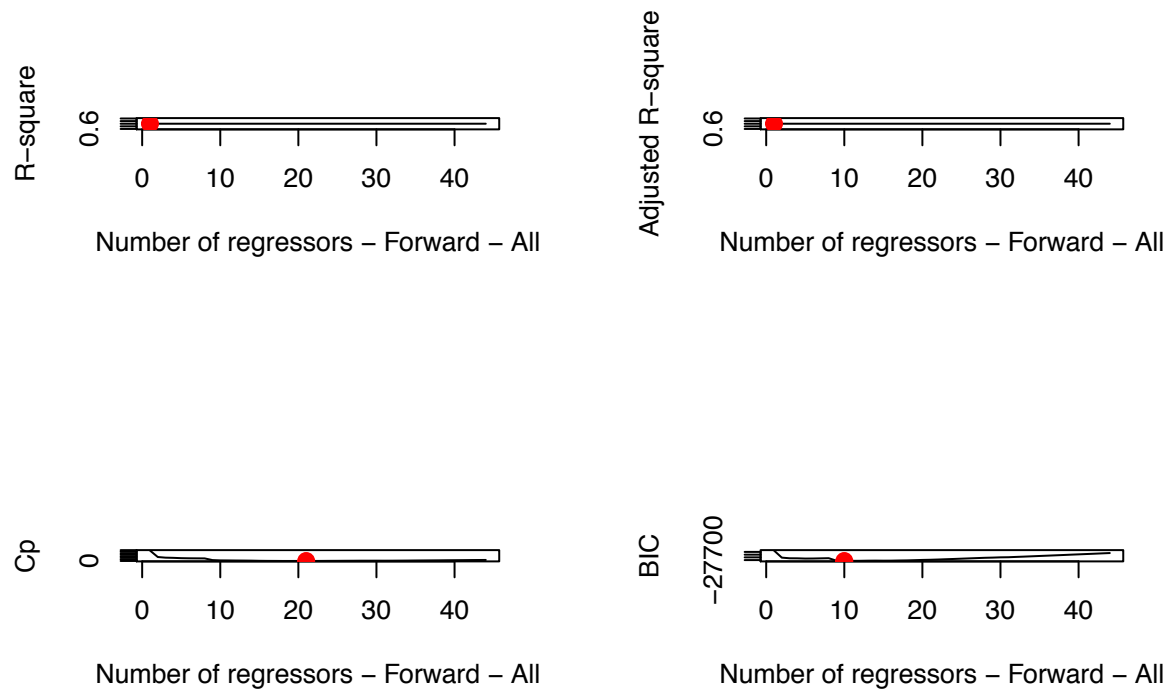 R−square
0.6
0 10 20 30 40
Number of regressors − Forward − All
Adjusted R−square
0.6
0 10 20 30 40
Number of regressors − Forward − All
Cp
0
0 10 20 30 40
Number of regressors − Forward − All
BIC
−27700
0 10 20 30 40
Number of regressors − Forward − All